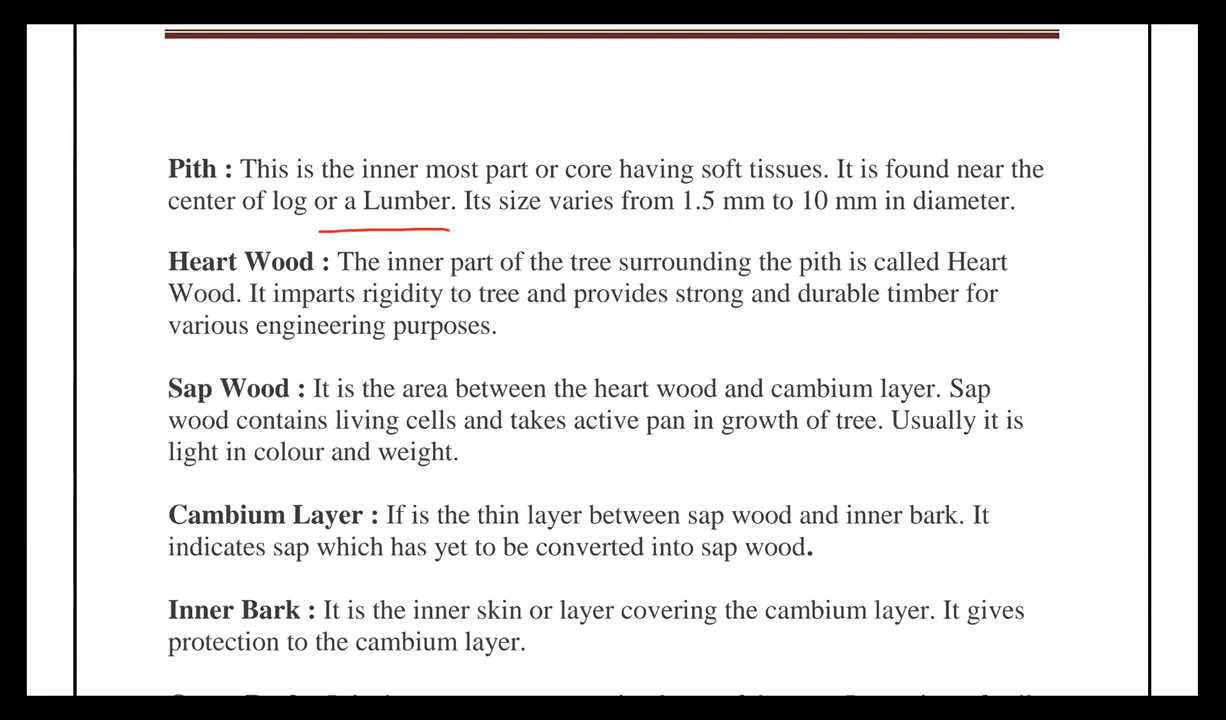 Pith : This is the inner most part or core having soft tissues. It is found near the
center of log or a Lumber. Its size varies from 1.5 mm to 10 mm in diameter.
Heart Wood : The inner part of the tree surrounding the pith is called Heart
Wood. It imparts rigidity to tree and provides strong and durable timber for
various engineering purposes.
Sap Wood : It is the area between the heart wood and cambium layer. Sap
wood contains living cells and takes active pan in growth of tree. Usually it is
light in colour and weight.
Cambium Layer : If is the thin layer between sap wood and inner bark. It
indicates sap which has yet to be converted into sap wood.
Inner Bark : It is the inner skin or layer covering the cambium layer. It gives
protection to the cambium layer.